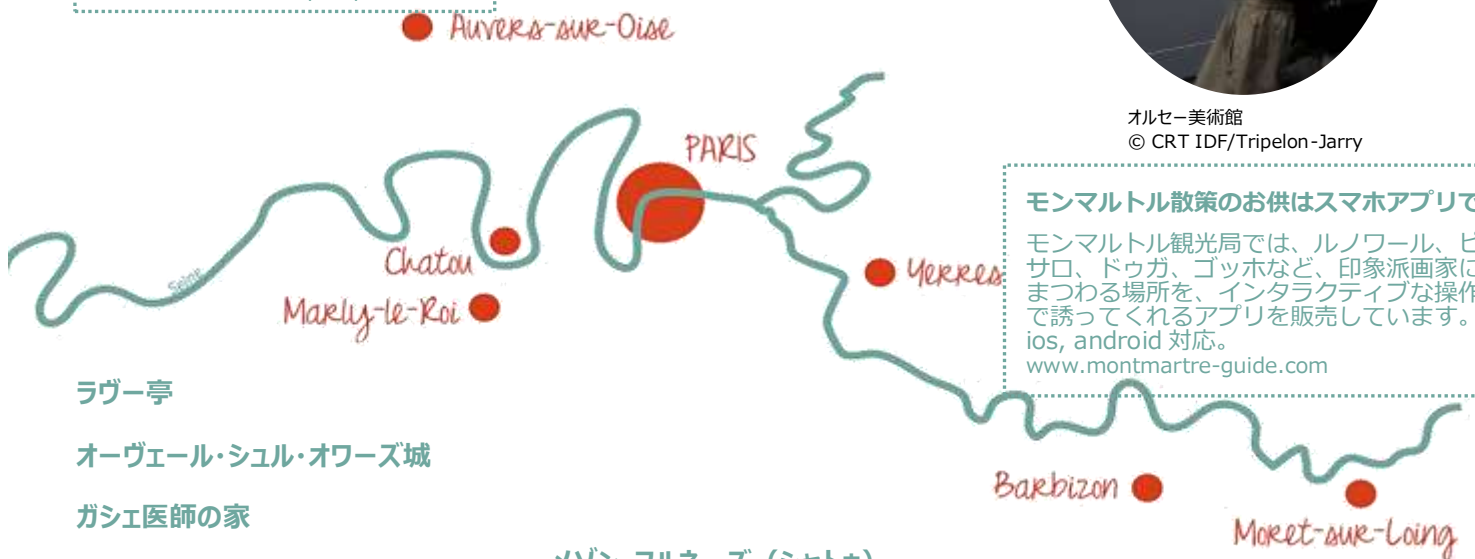 Auvers-sur-Oise
オルセー美術館
© CRT IDF/Tripelon-Jarry
PARIS
モンマルトル散策のお供はスマホアプリで
モンマルトル観光局では、ルノワール、ピ
サロ、ドゥガ、ゴッホなど、印象派画家に
まつわる場所を、インタラクティブな操作
で誘ってくれるアプリを販売しています。
ios, android 対応。
www.montmartre-guide.com
Chatou
Seine
Yerres
Marly-le-Roi
ラヴー亭
オーヴェール・シュル・オワーズ城
ガシェ医師の家
Barbizon
Moret-sur-Loing